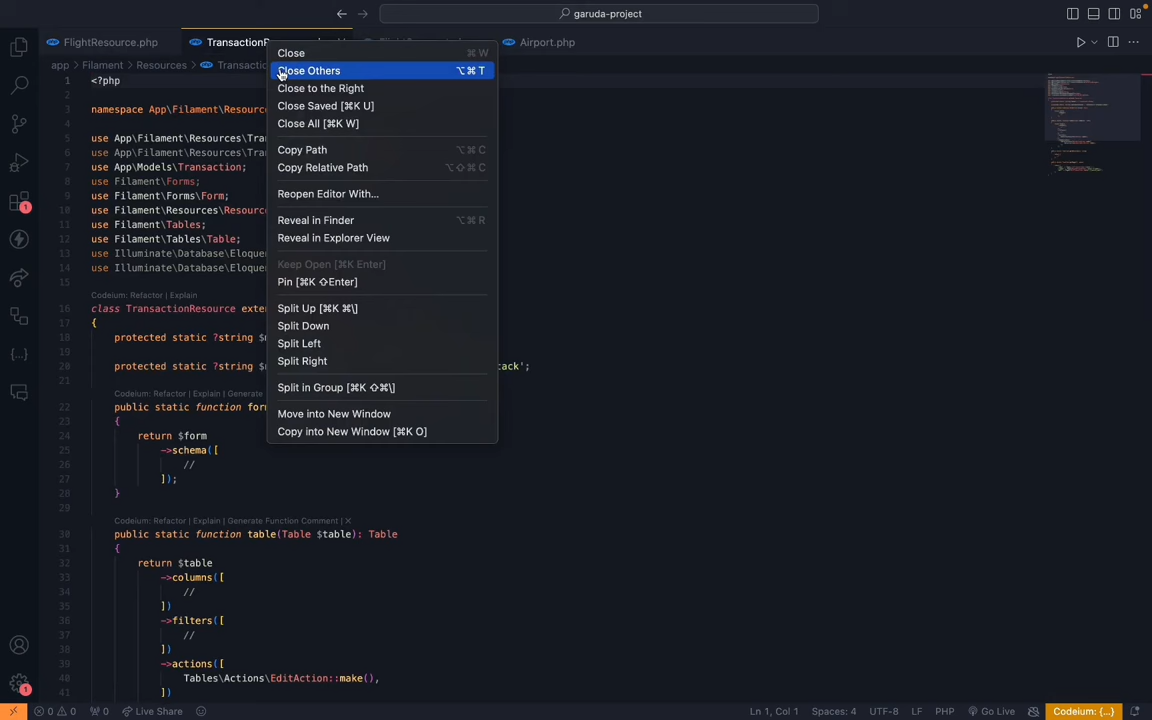 garuda-project
FlightResource.php
TransactionR
Airport.php
app > Filament > Resources > Transactio
Close ⌘ W
Close Others ⌥ ⌘ T
Close to the Right
Close Saved [⌘K U]
Close All [⌘K W]
Copy Path ⌥ ⌘ C
Copy Relative Path ⌥ ⇧ ⌘ C
Reopen Editor With...
Reveal in Finder ⌥ ⌘ R
Reveal in Explorer View
Keep Open [⌘K Enter]
Pin [⌘K ⇧Enter]
Split Up [⌘K ⌘\]
Split Down
Split Left
Split Right
Split in Group [⌘K ⇧⌘\]
Move into New Window
Copy into New Window [⌘K O]
1 <?php
2
3 namespace App\Filament\Resourc
4
5 use App\Filament\Resources\Tra
6 use App\Filament\Resources\Tra
7 use App\Models\Transaction;
8 use Filament\Forms;
9 use Filament\Forms\Form;
10 use Filament\Resources\Resourc
11 use Filament\Tables;
12 use Filament\Tables\Table;
13 use Illuminate\Database\Eloque
14 use Illuminate\Database\Eloque
15
Codeium: Refactor | Explain
16 class TransactionResource exte
17 {
18 protected static ?string $
19
20 protected static ?string $ ck';
21
Codeium: Refactor | Explain | Generate
22 public static function for
23 {
24 return $form
25 ->schema([
26 //
27 ]);
28 }
29
Codeium: Refactor | Explain | Generate Function Comment | ✕
30 public static function table(Table $table): Table
31 {
32 return $table
33 ->columns([
34 //
35 ])
36 ->filters([
37 //
38 ])
39 ->actions([
40 Tables\Actions\EditAction::make(),
41 ])
1
1
0 0 0 Live Share Ln 1, Col 1 Spaces: 4 UTF-8 LF PHP Go Live Codeium: {...}